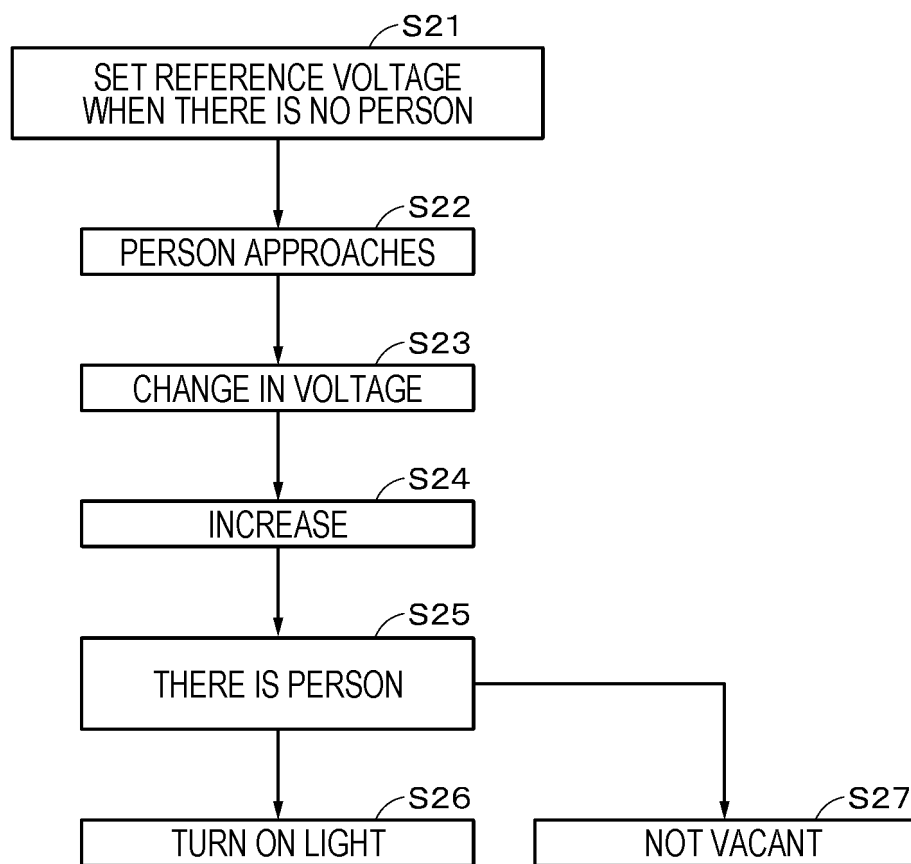 S21
SET REFERENCE VOLTAGE
WHEN THERE IS NO PERSON
S22
PERSON APPROACHES
S23
CHANGE IN VOLTAGE
S24
INCREASE
S25
THERE IS PERSON
S26
TURN ON LIGHT
S27
NOT VACANT